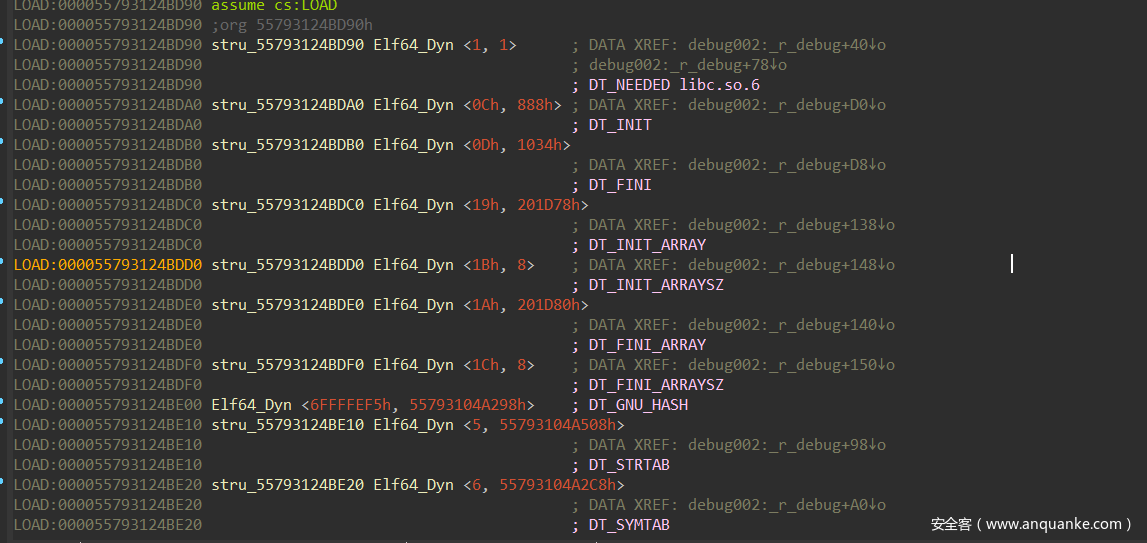 LOAD:000055793124BD90 assume cs:LOAD
LOAD:000055793124BD90 ;org 55793124BD90h
LOAD:000055793124BD90 stru_55793124BD90 Elf64_Dyn <1, 1> ; DATA XREF: debug002:_r_debug+40↓o
LOAD:000055793124BD90 ; debug002:_r_debug+78↓o
LOAD:000055793124BD90 ; DT_NEEDED libc.so.6
LOAD:000055793124BDA0 stru_55793124BDA0 Elf64_Dyn <0Ch, 888h> ; DATA XREF: debug002:_r_debug+D0↓o
LOAD:000055793124BDA0 ; DT_INIT
LOAD:000055793124BDB0 stru_55793124BDB0 Elf64_Dyn <0Dh, 1034h>
LOAD:000055793124BDB0 ; DATA XREF: debug002:_r_debug+D8↓o
LOAD:000055793124BDB0 ; DT_FINI
LOAD:000055793124BDC0 stru_55793124BDC0 Elf64_Dyn <19h, 201D78h>
LOAD:000055793124BDC0 ; DATA XREF: debug002:_r_debug+138↓o
LOAD:000055793124BDC0 ; DT_INIT_ARRAY
LOAD:000055793124BDD0 stru_55793124BDD0 Elf64_Dyn <1Bh, 8> ; DATA XREF: debug002:_r_debug+148↓o
LOAD:000055793124BDD0 ; DT_INIT_ARRAYSZ
LOAD:000055793124BDE0 stru_55793124BDE0 Elf64_Dyn <1Ah, 201D80h>
LOAD:000055793124BDE0 ; DATA XREF: debug002:_r_debug+140↓o
LOAD:000055793124BDE0 ; DT_FINI_ARRAY
LOAD:000055793124BDF0 stru_55793124BDF0 Elf64_Dyn <1Ch, 8> ; DATA XREF: debug002:_r_debug+150↓o
LOAD:000055793124BDF0 ; DT_FINI_ARRAYSZ
LOAD:000055793124BE00 Elf64_Dyn <6FFFFEF5h, 55793104A298h> ; DT_GNU_HASH
LOAD:000055793124BE10 stru_55793124BE10 Elf64_Dyn <5, 55793104A508h>
LOAD:000055793124BE10 ; DATA XREF: debug002:_r_debug+98↓o
LOAD:000055793124BE10 ; DT_STRTAB
LOAD:000055793124BE20 stru_55793124BE20 Elf64_Dyn <6, 55793104A2C8h>
LOAD:000055793124BE20 ; DATA XREF: debug002:_r_debug+A0↓o
LOAD:000055793124BE20 ; DT_SYMTAB
安全客（www.anquanke.com）